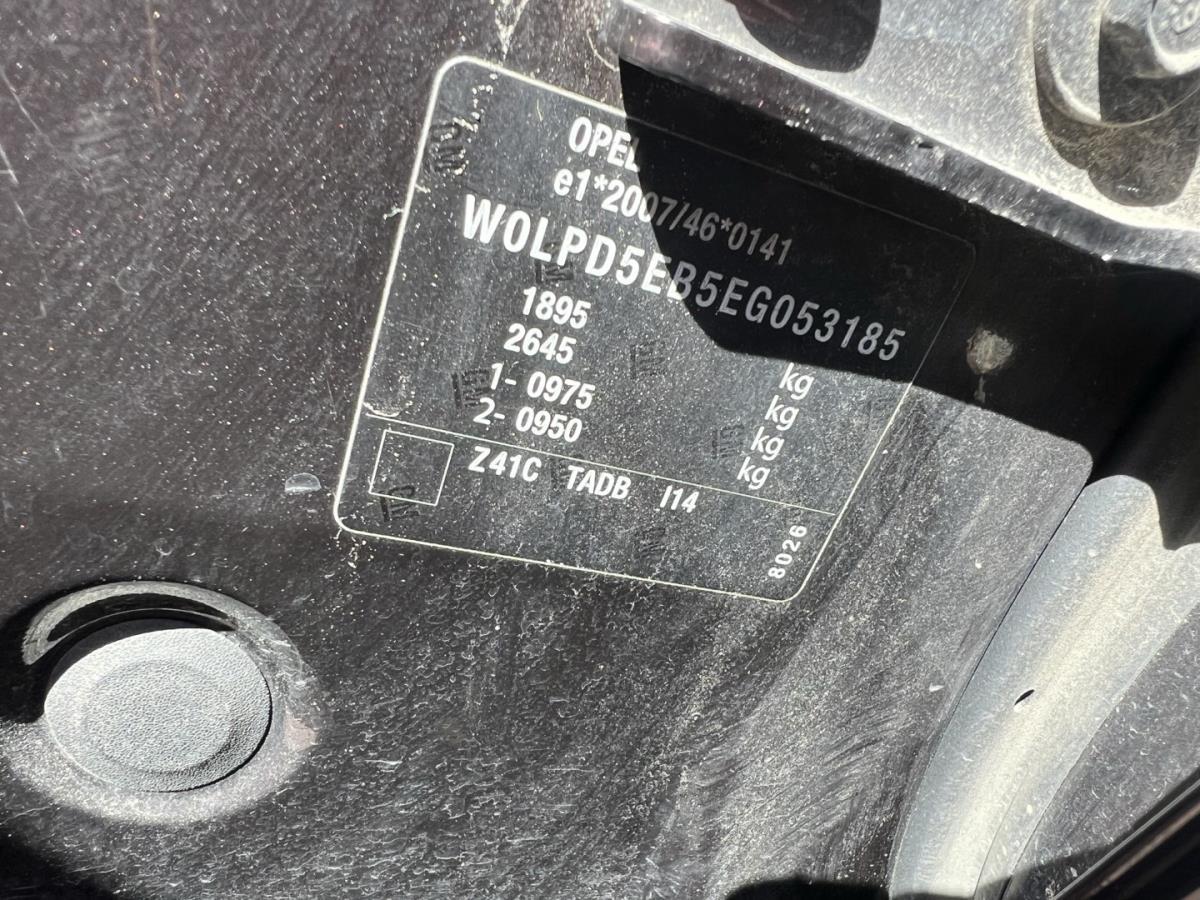 OPEL
e1*2007/46*0141
W0LPD5EB5EG053185
1895 kg
2645 kg
1- 0975 kg
2- 0950 kg
Z41C TADB I14
8026